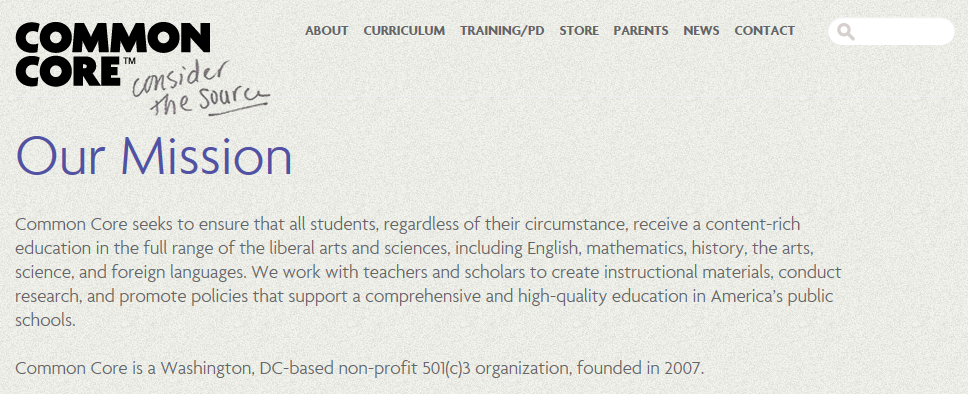 COMMON
CORE™
consider
the source
ABOUT CURRICULUM TRAINING/PD STORE PARENTS NEWS CONTACT
Our Mission
Common Core seeks to ensure that all students, regardless of their circumstance, receive a content-rich
education in the full range of the liberal arts and sciences, including English, mathematics, history, the arts,
science, and foreign languages. We work with teachers and scholars to create instructional materials, conduct
research, and promote policies that support a comprehensive and high-quality education in America's public
schools.
Common Core is a Washington, DC-based non-profit 501(c)3 organization, founded in 2007.